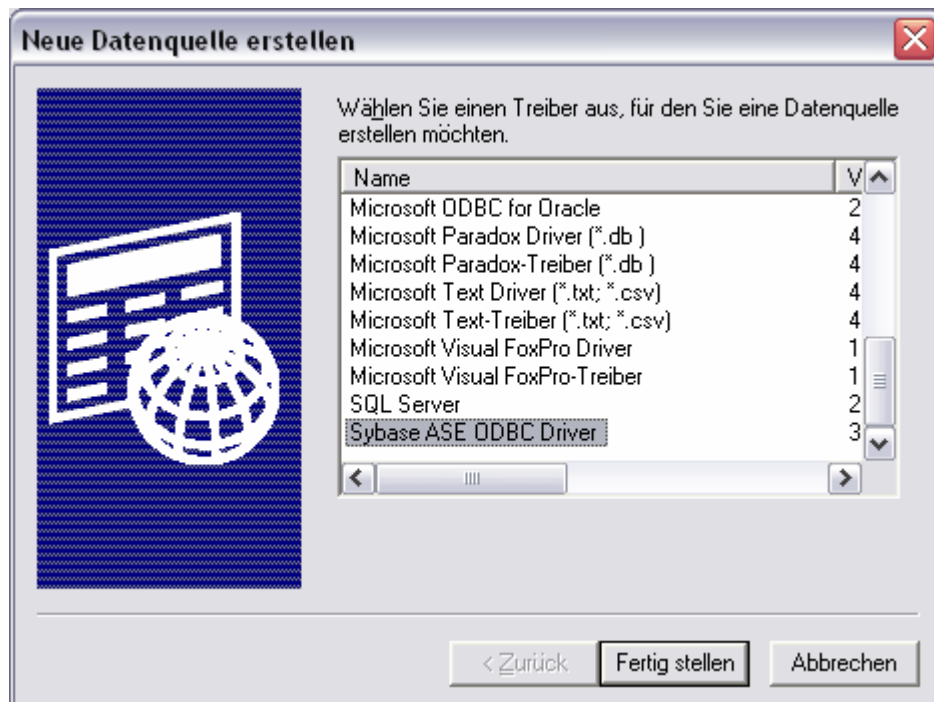 Neue Datenquelle erstellen
Wählen Sie einen Treiber aus, für den Sie eine Datenquelle
erstellen möchten.
Name V
Microsoft ODBC for Oracle 2
Microsoft Paradox Driver (*.db ) 4
Microsoft Paradox-Treiber (*.db ) 4
Microsoft Text Driver (*.txt; *.csv) 4
Microsoft Text-Treiber (*.txt; *.csv) 4
Microsoft Visual FoxPro Driver 1
Microsoft Visual FoxPro-Treiber 1
SQL Server 2
Sybase ASE ODBC Driver 3
< Zurück Fertig stellen Abbrechen